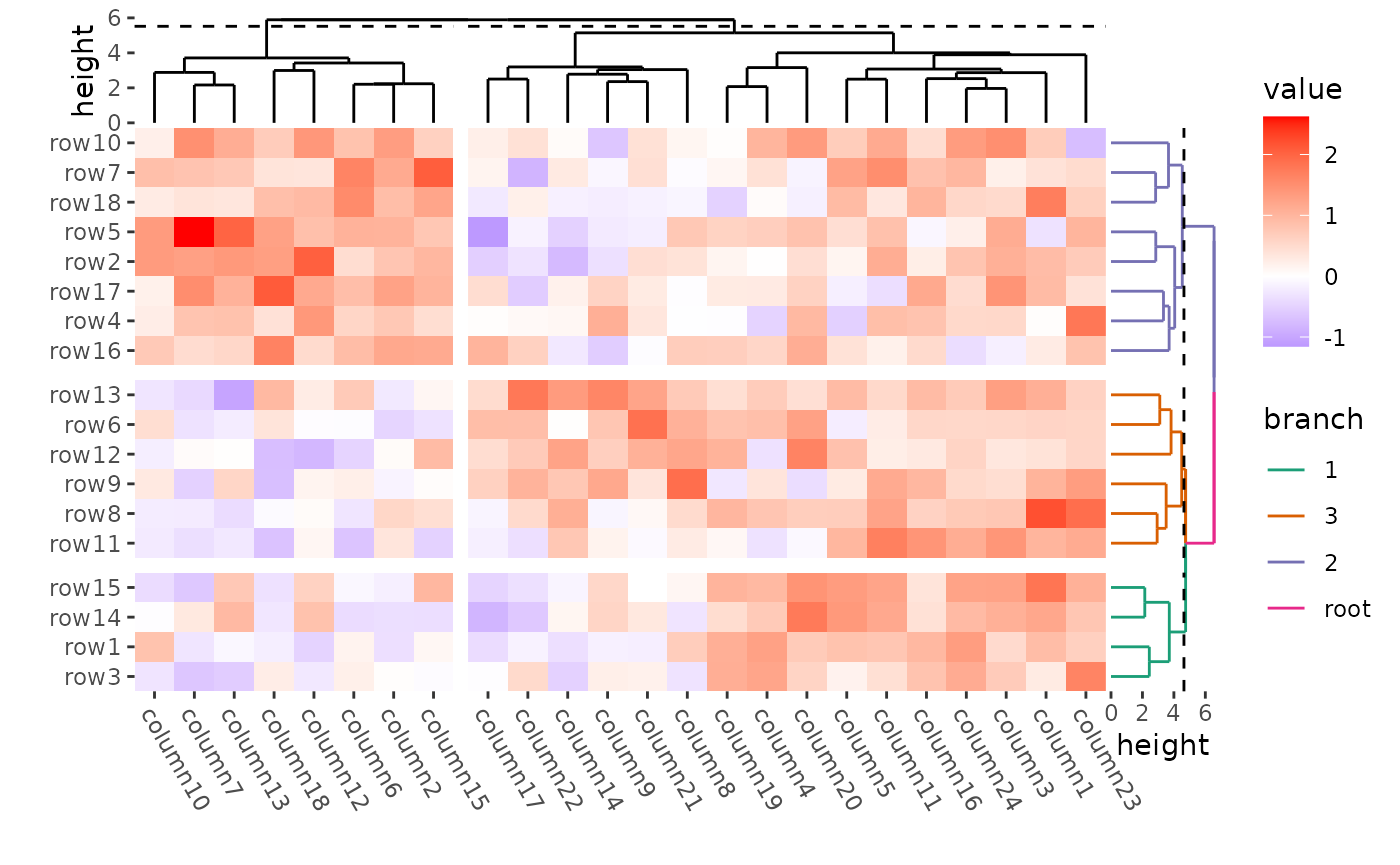 height
6
4
2
0
row10
row7
row18
row5
row2
row17
row4
row16
row13
row6
row12
row9
row8
row11
row15
row14
row1
row3
column10
column7
column13
column18
column12
column6
column2
column15
column17
column22
column14
column9
column21
column8
column19
column4
column20
column5
column11
column16
column24
column3
column1
column23
0 2 4 6
height
value
2
1
0
-1
branch
1
3
2
root